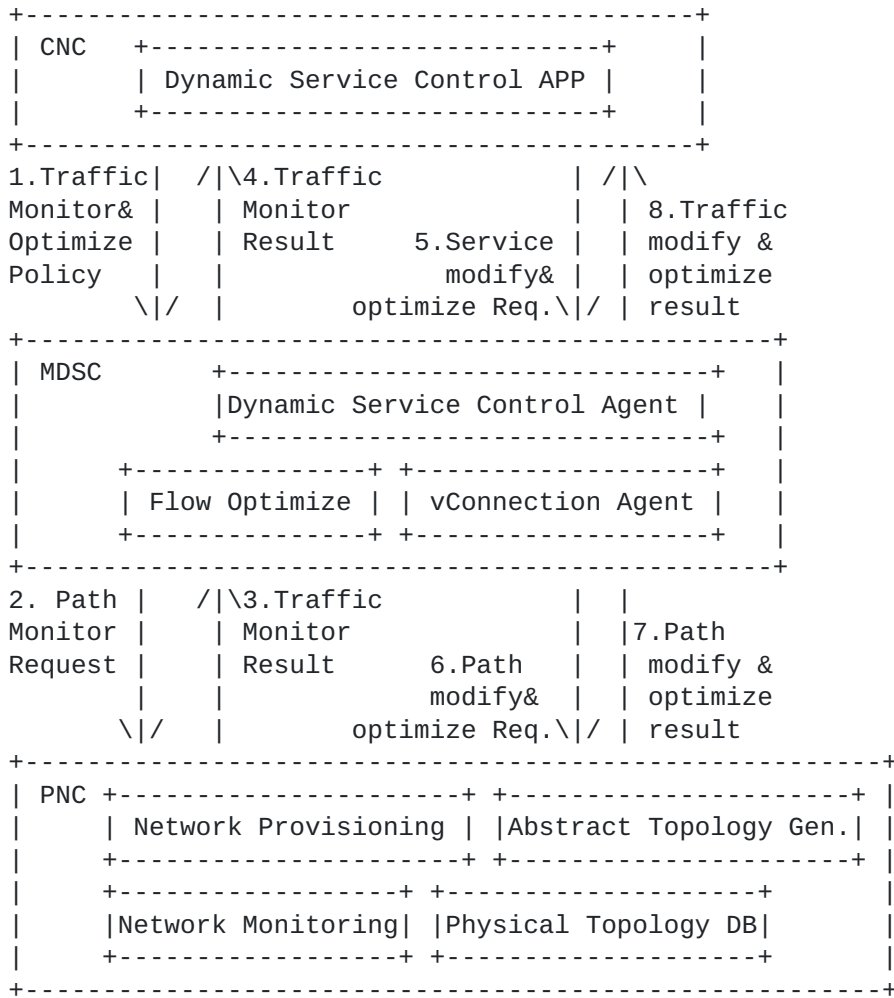 +-------------------------------------------+
| CNC   +-----------------------------+     |
|       | Dynamic Service Control APP |     |
|       +-----------------------------+     |
+-------------------------------------------+
1.Traffic|  /|\4.Traffic            | /|\
Monitor& |   | Monitor              |  | 8.Traffic
Optimize |   | Result     5.Service |  | modify &
Policy   |   |              modify& |  | optimize
        \|/  |        optimize Req.\|/ | result
+------------------------------------------------+
| MDSC       +-------------------------------+   |
|            |Dynamic Service Control Agent |    |
|            +-------------------------------+   |
|      +---------------+ +-------------------+   |
|      | Flow Optimize | | vConnection Agent |   |
|      +---------------+ +-------------------+   |
+------------------------------------------------+
2. Path |   /|\3.Traffic            |  |
Monitor |    | Monitor              |  |7.Path
Request |    | Result     6.Path    |  | modify &
        |    |            modify&   |  | optimize
       \|/   |        optimize Req.\|/ | result
+-------------------------------------------------------+
| PNC +----------------------+ +----------------------+ |
|     | Network Provisioning | |Abstract Topology Gen.| |
|     +----------------------+ +----------------------+ |
|     +------------------+ +--------------------+       |
|     |Network Monitoring| |Physical Topology DB|       |
|     +------------------+ +--------------------+       |
+-------------------------------------------------------+